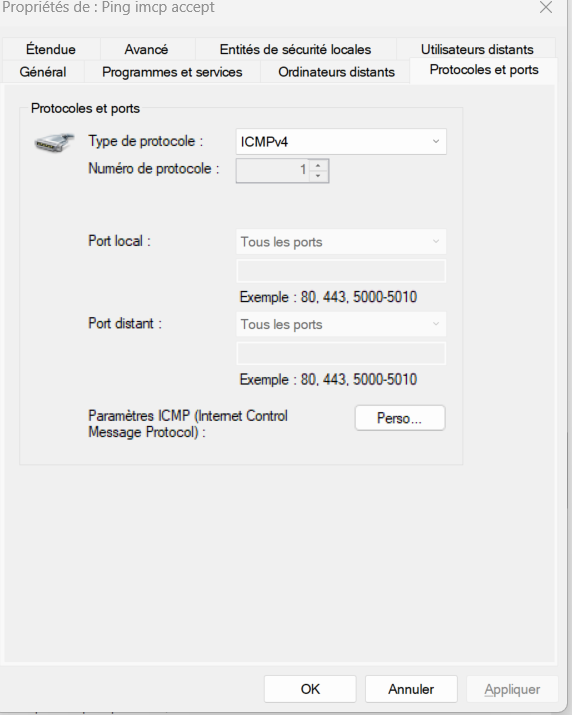 Propriétés de : Ping imcp accept
Étendue Avancé Entités de sécurité locales Utilisateurs distants
Général Programmes et services Ordinateurs distants Protocoles et ports
Protocoles et ports
Type de protocole : ICMPv4
Numéro de protocole : 1
Port local : Tous les ports
Exemple : 80, 443, 5000-5010
Port distant : Tous les ports
Exemple : 80, 443, 5000-5010
Paramètres ICMP (Internet Control
Message Protocol) : Perso...
OK Annuler Appliquer